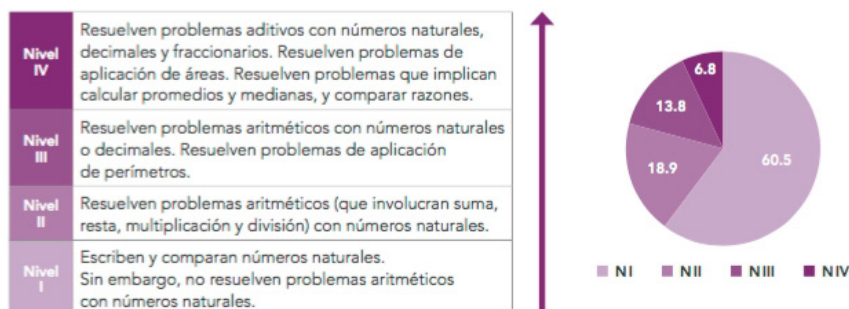 Nivel
IV
Resuelven problemas aditivos con números naturales,
decimales y fraccionarios. Resuelven problemas de
aplicación de áreas. Resuelven problemas que implican
calcular promedios y medianas, y comparar razones.
Nivel
III
Resuelven problemas aritméticos con números naturales
o decimales. Resuelven problemas de aplicación
de perímetros.
Nivel
II
Resuelven problemas aritméticos (que involucran suma,
resta, multiplicación y división) con números naturales.
Nivel
I
Escriben y comparan números naturales.
Sin embargo, no resuelven problemas aritméticos
con números naturales.
6.8
13.8
18.9
60.5
NI NII NIII NIV